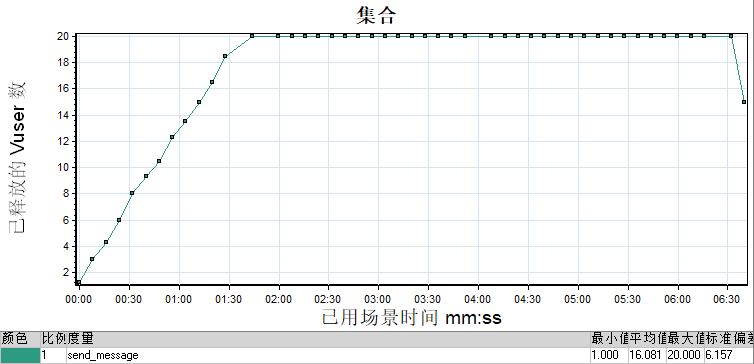 集合
20
18
16
14
12
10
8
6
4
2
已释放的 Vuser 数
00:00 00:30 01:00 01:30 02:00 02:30 03:00 03:30 04:00 04:30 05:00 05:30 06:00 06:30
已用场景时间 mm:ss
颜色 比例 度量 最小值 平均值 最大值 标准偏差
1 send_message 1.000 16.081 20.000 6.157